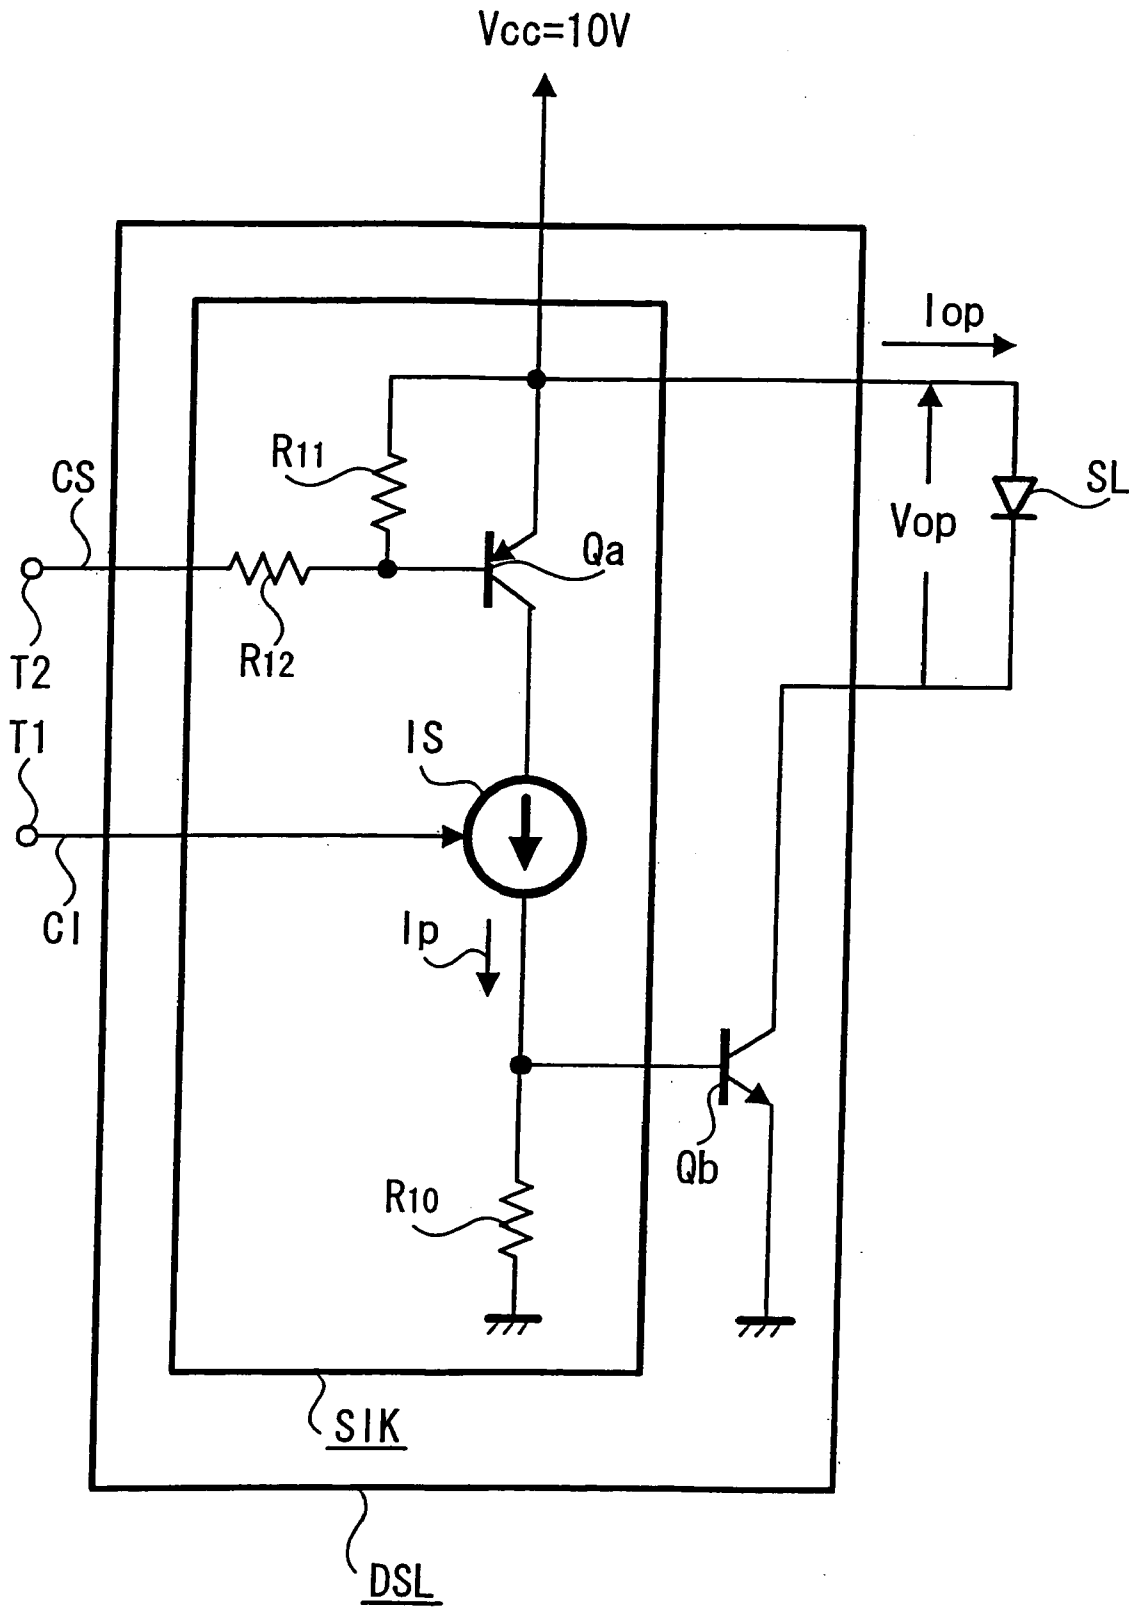 Vcc=10V
Iop
R11
CS
SL
Vop
Qa
R12
T2
T1
IS
CI
Ip
Qb
R10
SIK
DSL